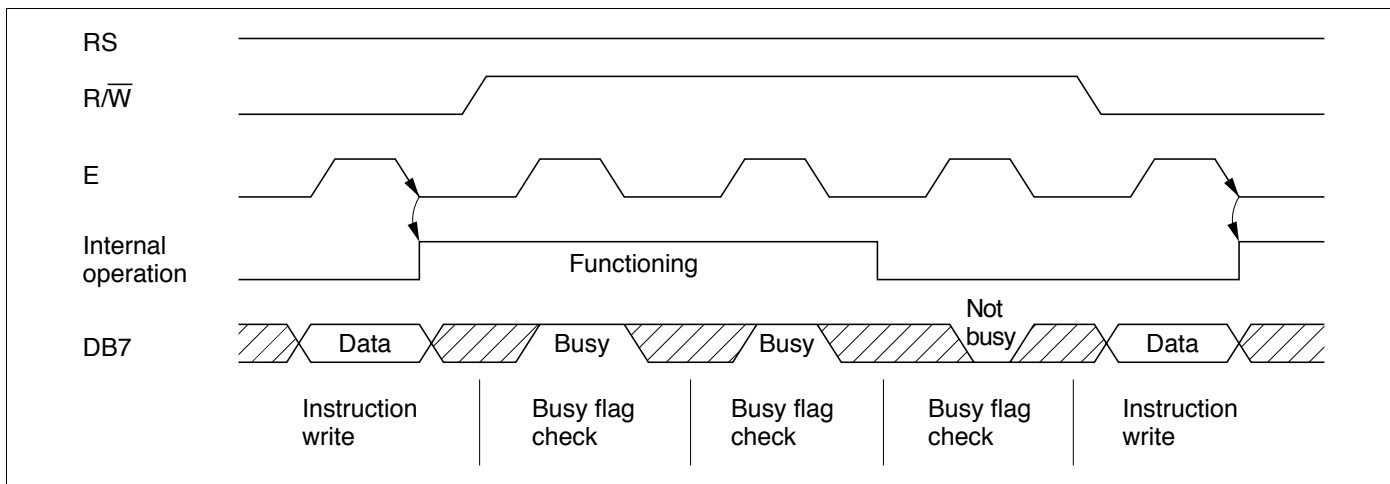 RS
R/W̅
E
Internal
operation
Functioning
DB7
Data
Busy
Busy
Not
busy
Data
Instruction
write
Busy flag
check
Busy flag
check
Busy flag
check
Instruction
write